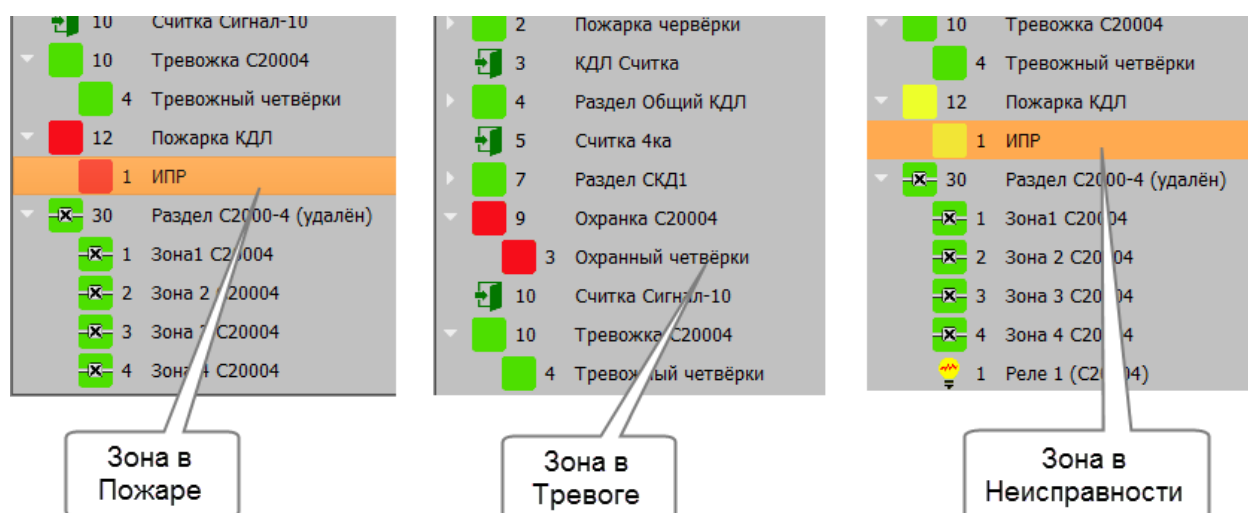 10 Считка Сигнал-10
10 Тревожка С20004
4 Тревожный четвёрки
12 Пожарка КДЛ
1 ИПР
30 Раздел С2000-4 (удалён)
1 Зона1 С20004
2 Зона 2 С20004
3 Зона 3 С20004
4 Зона 4 С20004
Зона в
Пожаре
2 Пожарка червёрки
3 КДЛ Считка
4 Раздел Общий КДЛ
5 Считка 4ка
7 Раздел СКД1
9 Охранка С20004
3 Охранный четвёрки
10 Считка Сигнал-10
10 Тревожка С20004
4 Тревожный четвёрки
Зона в
Тревоге
10 Тревожка С20004
4 Тревожный четвёрки
12 Пожарка КДЛ
1 ИПР
30 Раздел С2000-4 (удалён)
1 Зона1 С20004
2 Зона 2 С20004
3 Зона 3 С20004
4 Зона 4 С20004
1 Реле 1 (С20004)
Зона в
Неисправности